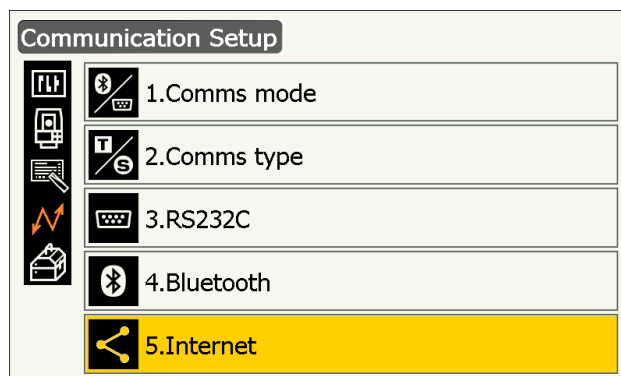 Communication Setup
1.Comms mode
T/S 2.Comms type
3.RS232C
4.Bluetooth
5.Internet